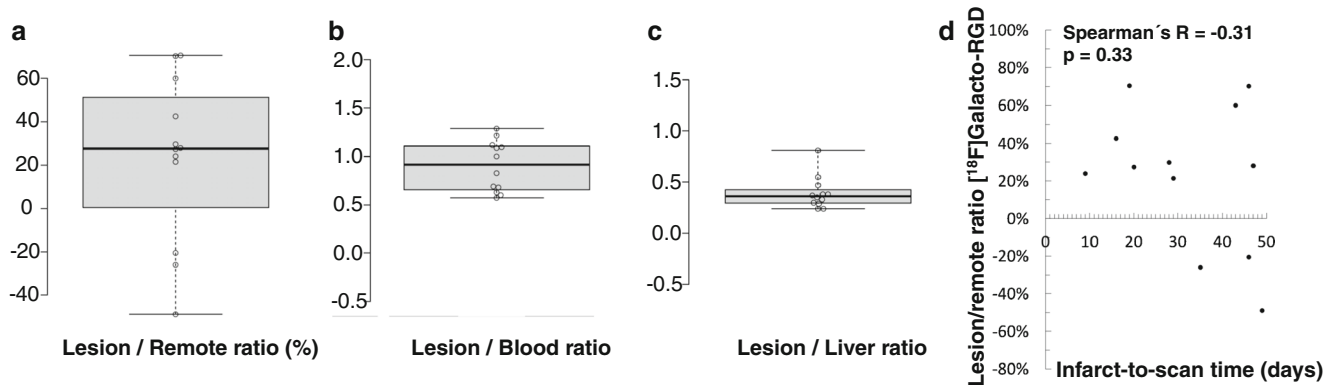 a
60
40
20
0
-20
-40
Lesion / Remote ratio (%)
b
2.0
1.5
1.0
0.5
0.0
-0.5
Lesion / Blood ratio
c
1.5
1.0
0.5
0.0
-0.5
Lesion / Liver ratio
d
Lesion/remote ratio [¹⁸F]Galacto-RGD
100%
80%
60%
40%
20%
0%
-20%
-40%
-60%
-80%
Spearman´s R = -0.31
p = 0.33
0 10 20 30 40 50
Infarct-to-scan time (days)